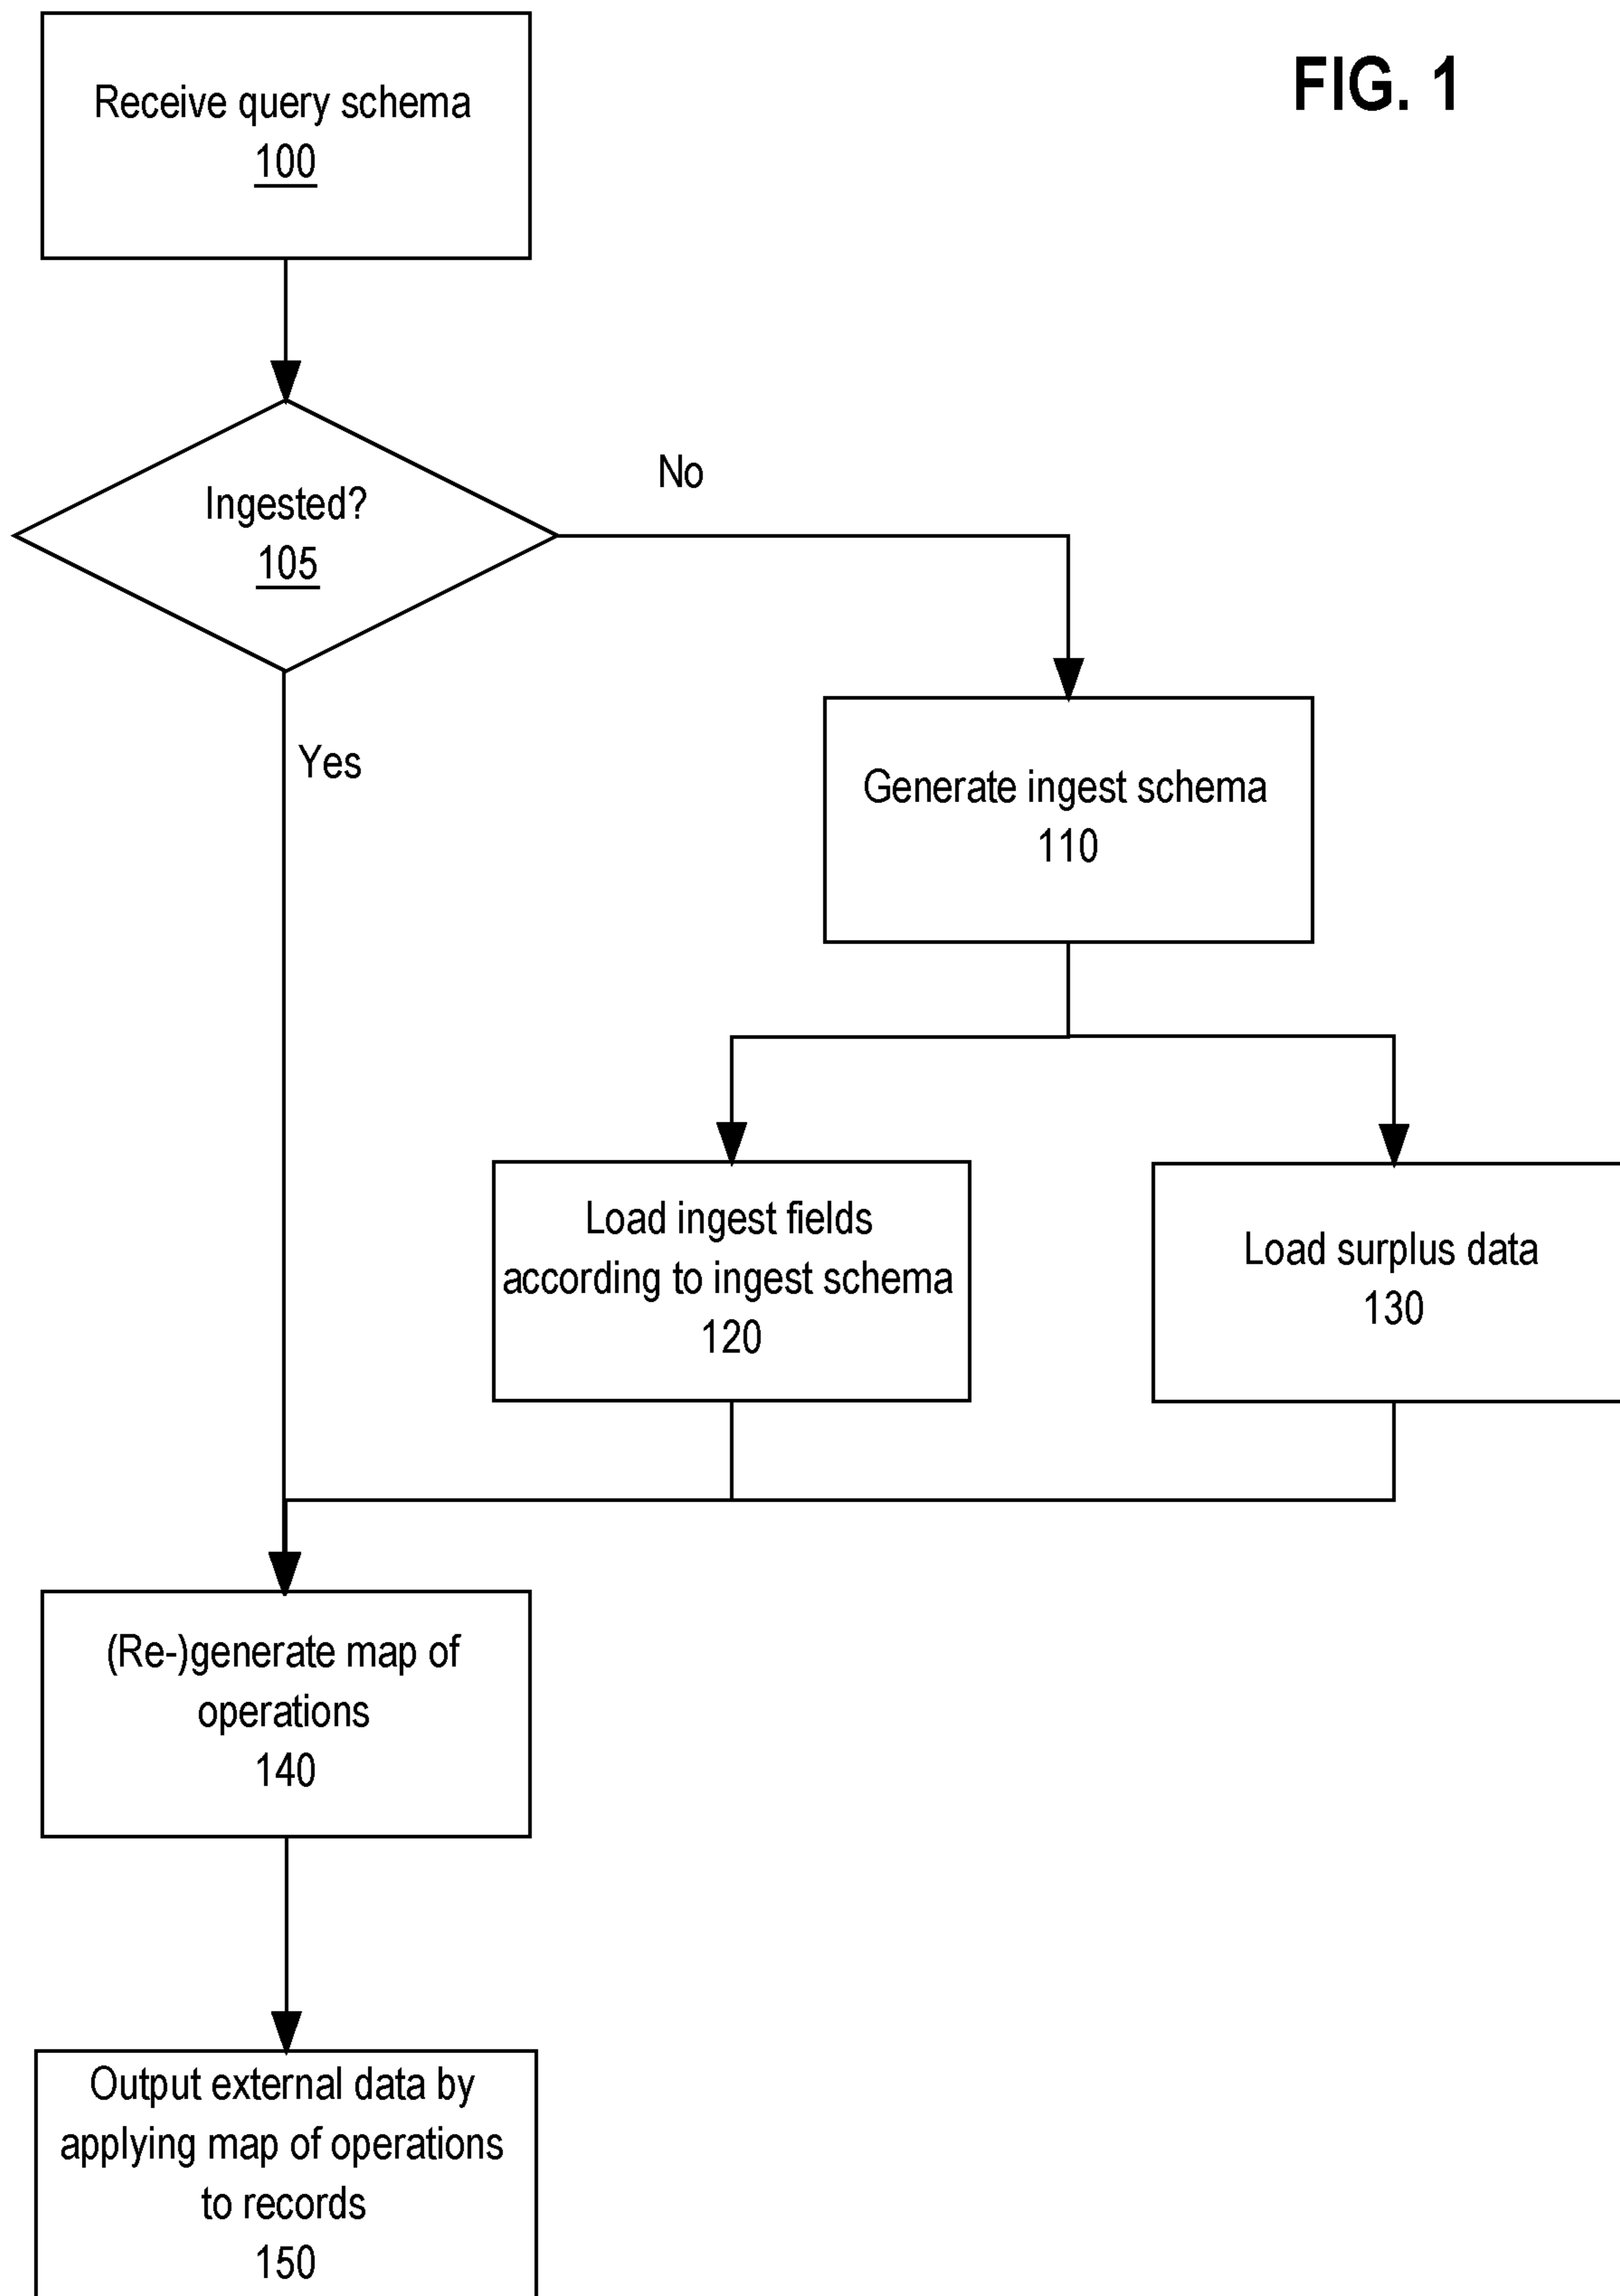 FIG. 1
Receive query schema
100
Ingested?
105
No
Yes
Generate ingest schema
110
Load ingest fields
according to ingest schema
120
Load surplus data
130
(Re-)generate map of
operations
140
Output external data by
applying map of operations
to records
150